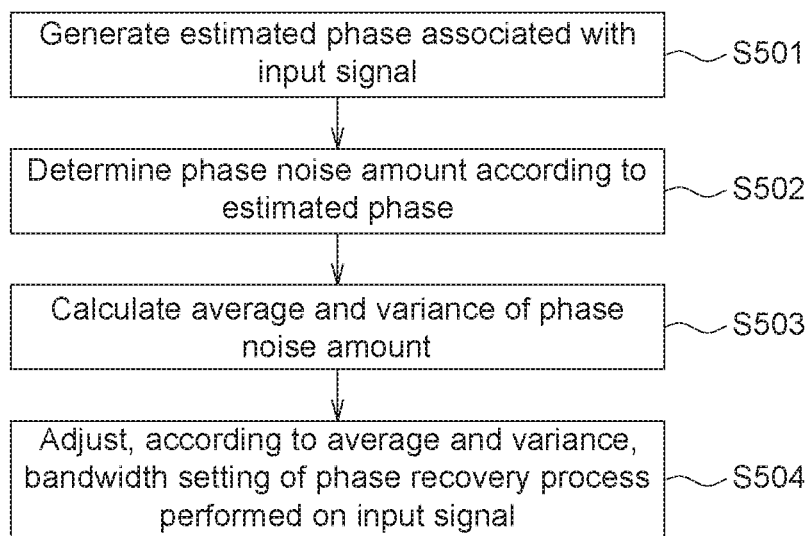 Generate estimated phase associated with
input signal
S501
Determine phase noise amount according to
estimated phase
S502
Calculate average and variance of phase
noise amount
S503
Adjust, according to average and variance,
bandwidth setting of phase recovery process
performed on input signal
S504